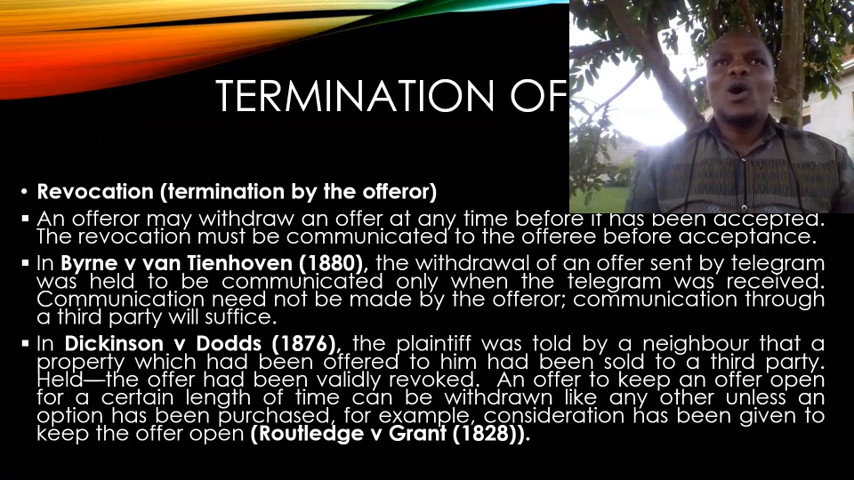 TERMINATION OF
• Revocation (termination by the offeror)
▪ An offeror may withdraw an offer at any time before it has been accepted.
The revocation must be communicated to the offeree before acceptance.
▪ In Byrne v van Tienhoven (1880), the withdrawal of an offer sent by telegram
was held to be communicated only when the telegram was received.
Communication need not be made by the offeror; communication through
a third party will suffice.
▪ In Dickinson v Dodds (1876), the plaintiff was told by a neighbour that a
property which had been offered to him had been sold to a third party.
Held—the offer had been validly revoked. An offer to keep an offer open
for a certain length of time can be withdrawn like any other unless an
option has been purchased, for example, consideration has been given to
keep the offer open (Routledge v Grant (1828)).